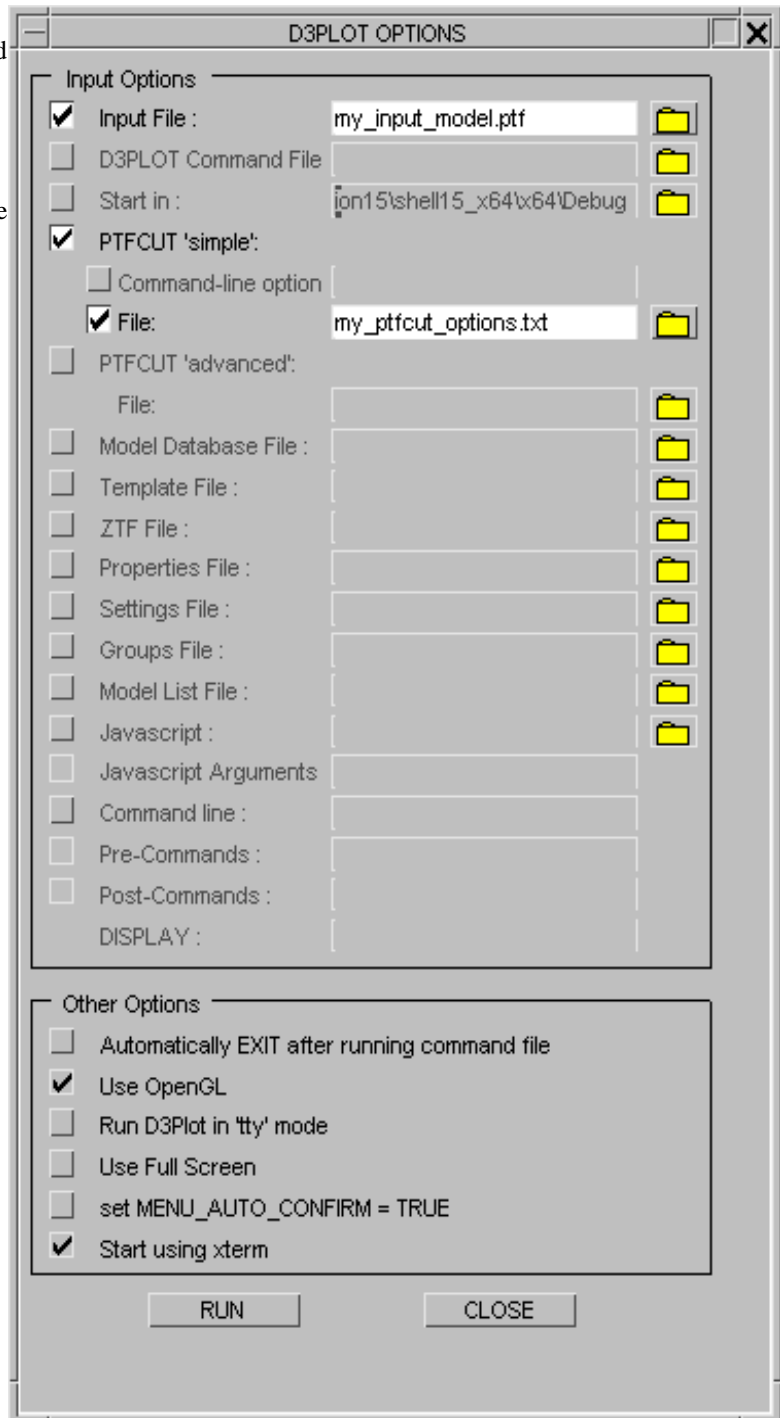 D3PLOT OPTIONS
d
Input Options
Input File : my_input_model.ptf
D3PLOT Command File
Start in : ion15\shell15_x64\x64\Debug
e
PTFCUT 'simple':
Command-line option
File: my_ptfcut_options.txt
PTFCUT 'advanced':
File:
Model Database File :
Template File :
ZTF File :
Properties File :
Settings File :
Groups File :
Model List File :
Javascript :
Javascript Arguments
Command line :
Pre-Commands :
Post-Commands :
DISPLAY :
Other Options
Automatically EXIT after running command file
Use OpenGL
Run D3Plot in 'tty' mode
Use Full Screen
set MENU_AUTO_CONFIRM = TRUE
Start using xterm
RUN CLOSE